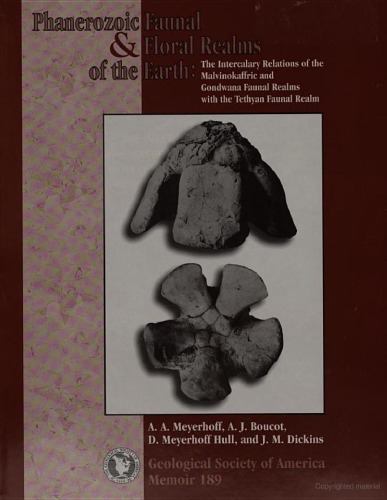 Phanerozoic Faunal
& Floral Realms
of the Earth:
The Intercalary Relations of the
Malvinokaffric and
Gondwana Faunal Realms
with the Tethyan Faunal Realm
A. A. Meyerhoff, A. J. Boucot,
D. Meyerhoff Hull, and J. M. Dickins
Geological Society of America
Memoir 189
Copyrighted material